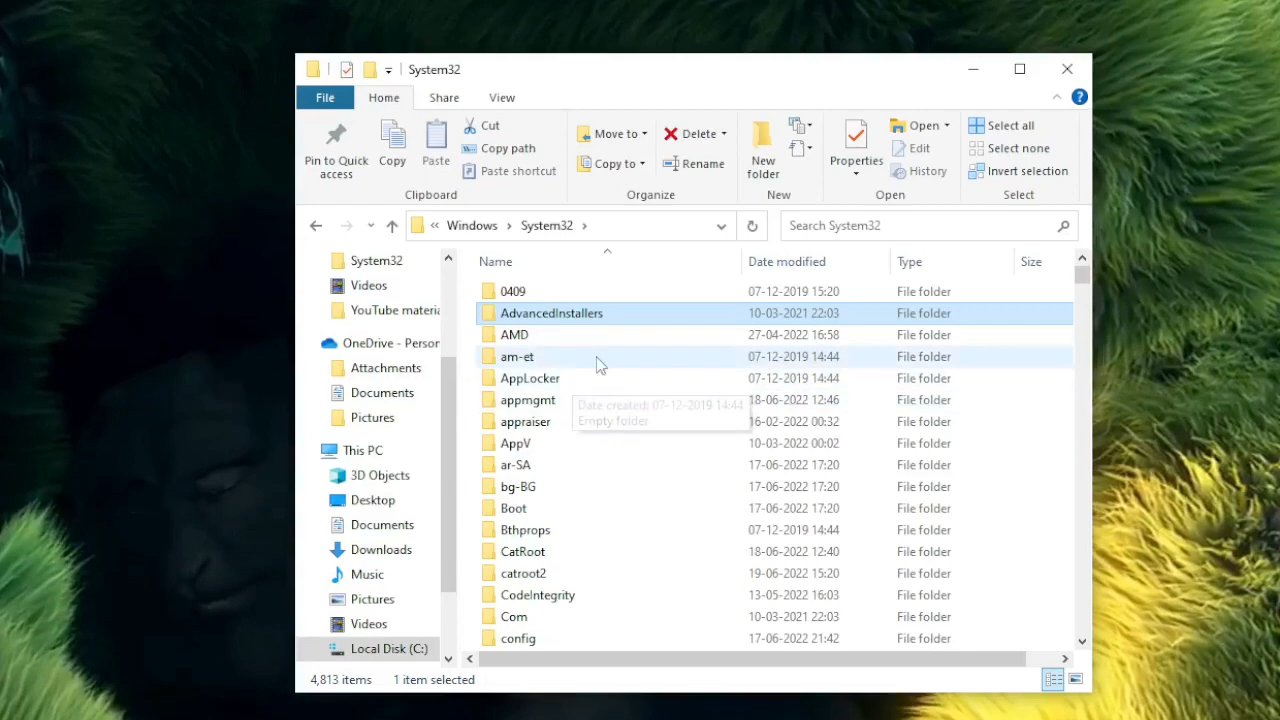 System32
File Home Share View
Pin to Quick access
Copy
Paste
Cut
Copy path
Paste shortcut
Clipboard
Move to
Copy to
Delete
Rename
Organize
New folder
New
Properties
Open
Edit
History
Open
Select all
Select none
Invert selection
Select
« Windows › System32 ›
Search System32
System32
Videos
YouTube materia
OneDrive - Person
Attachments
Documents
Pictures
This PC
3D Objects
Desktop
Documents
Downloads
Music
Pictures
Videos
Local Disk (C:)
Name Date modified Type Size
0409 07-12-2019 15:20 File folder
AdvancedInstallers 10-03-2021 22:03 File folder
AMD 27-04-2022 16:58 File folder
am-et 07-12-2019 14:44 File folder
AppLocker 07-12-2019 14:44 File folder
appmgmt 18-06-2022 12:46 File folder
appraiser 16-02-2022 00:32 File folder
AppV 10-03-2022 00:02 File folder
ar-SA 17-06-2022 17:20 File folder
bg-BG 17-06-2022 17:20 File folder
Boot 17-06-2022 17:20 File folder
Bthprops 07-12-2019 14:44 File folder
CatRoot 18-06-2022 12:40 File folder
catroot2 19-06-2022 15:20 File folder
CodeIntegrity 13-05-2022 16:03 File folder
Com 10-03-2021 22:03 File folder
config 17-06-2022 21:42 File folder
Date created: 07-12-2019 14:44
Empty folder
4,813 items 1 item selected